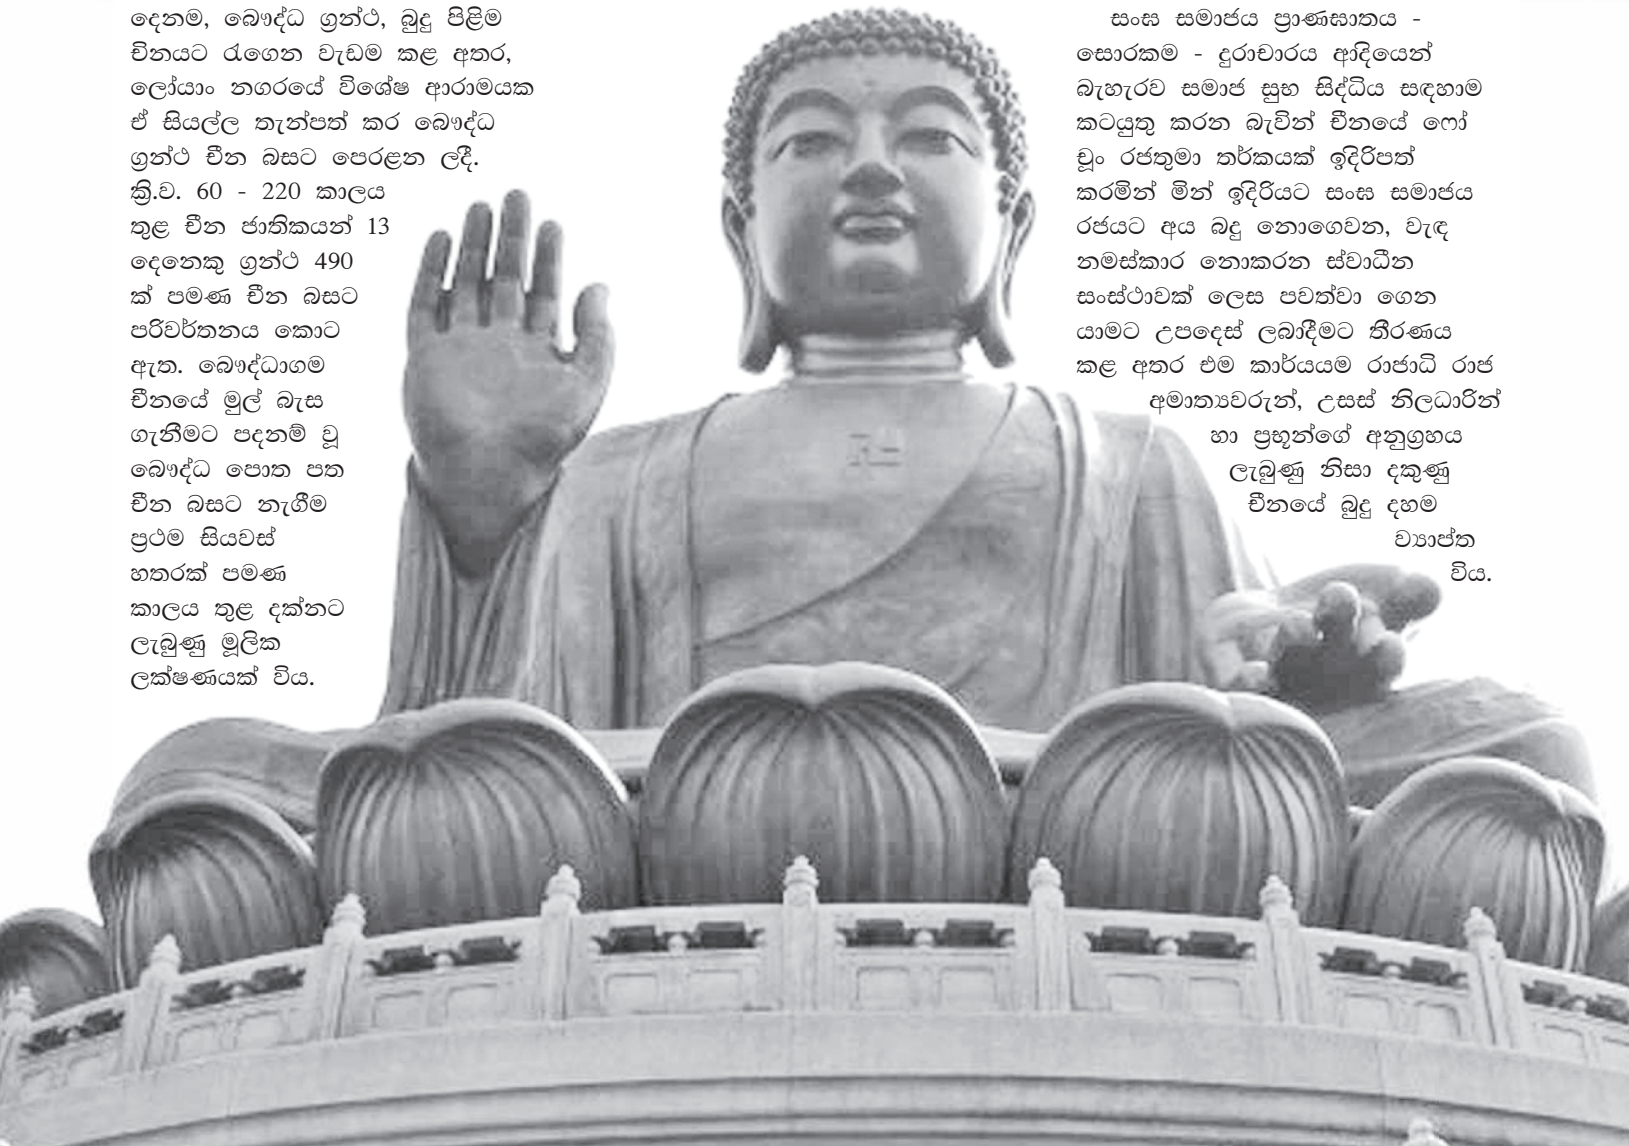 දෙනම, බෞද්ධ ග්‍රන්ථ, බුදු පිළිම
චීනයට රැගෙන වැඩම කළ අතර,
ලෝයාං නගරයේ විශේෂ ආරාමයක
ඒ සියල්ල තැන්පත් කර බෞද්ධ
ග්‍රන්ථ චීන බසට පෙරළන ලදී.
ක්‍රි.ව. 60 - 220 කාලය
තුළ චීන ජාතිකයන් 13
දෙනෙකු ග්‍රන්ථ 490
ක් පමණ චීන බසට
පරිවර්තනය කොට
ඇත. බෞද්ධාගම
චීනයේ මුල් බැස
ගැනීමට පදනම් වූ
බෞද්ධ පොත පත
චීන බසට නැගීම
ප්‍රථම සියවස්
හතරක් පමණ
කාලය තුළ දක්නට
ලැබුණු මූලික
ලක්ෂණයක් විය.
සංඝ සමාජය ප්‍රාණඝාතය -
සොරකම - දුරාචාරය ආදියෙන්
බැහැරව සමාජ සුභ සිද්ධිය සඳහාම
කටයුතු කරන බැවින් චීනයේ ෆෝ
චූං රජතුමා තර්කයක් ඉදිරිපත්
කරමින් මින් ඉදිරියට සංඝ සමාජය
රජයට අය බදු නොගෙවන, වැඳ
නමස්කාර නොකරන ස්වාධීන
සංස්ථාවක් ලෙස පවත්වා ගෙන
යාමට උපදෙස් ලබාදීමට තීරණය
කළ අතර එම කාර්යයම රාජාධි රාජ
අමාත්‍යවරුන්, උසස් නිලධාරින්
හා ප්‍රභූන්ගේ අනුග්‍රහය
ලැබුණු නිසා දකුණු
චීනයේ බුදු දහම
ව්‍යාප්ත
විය.